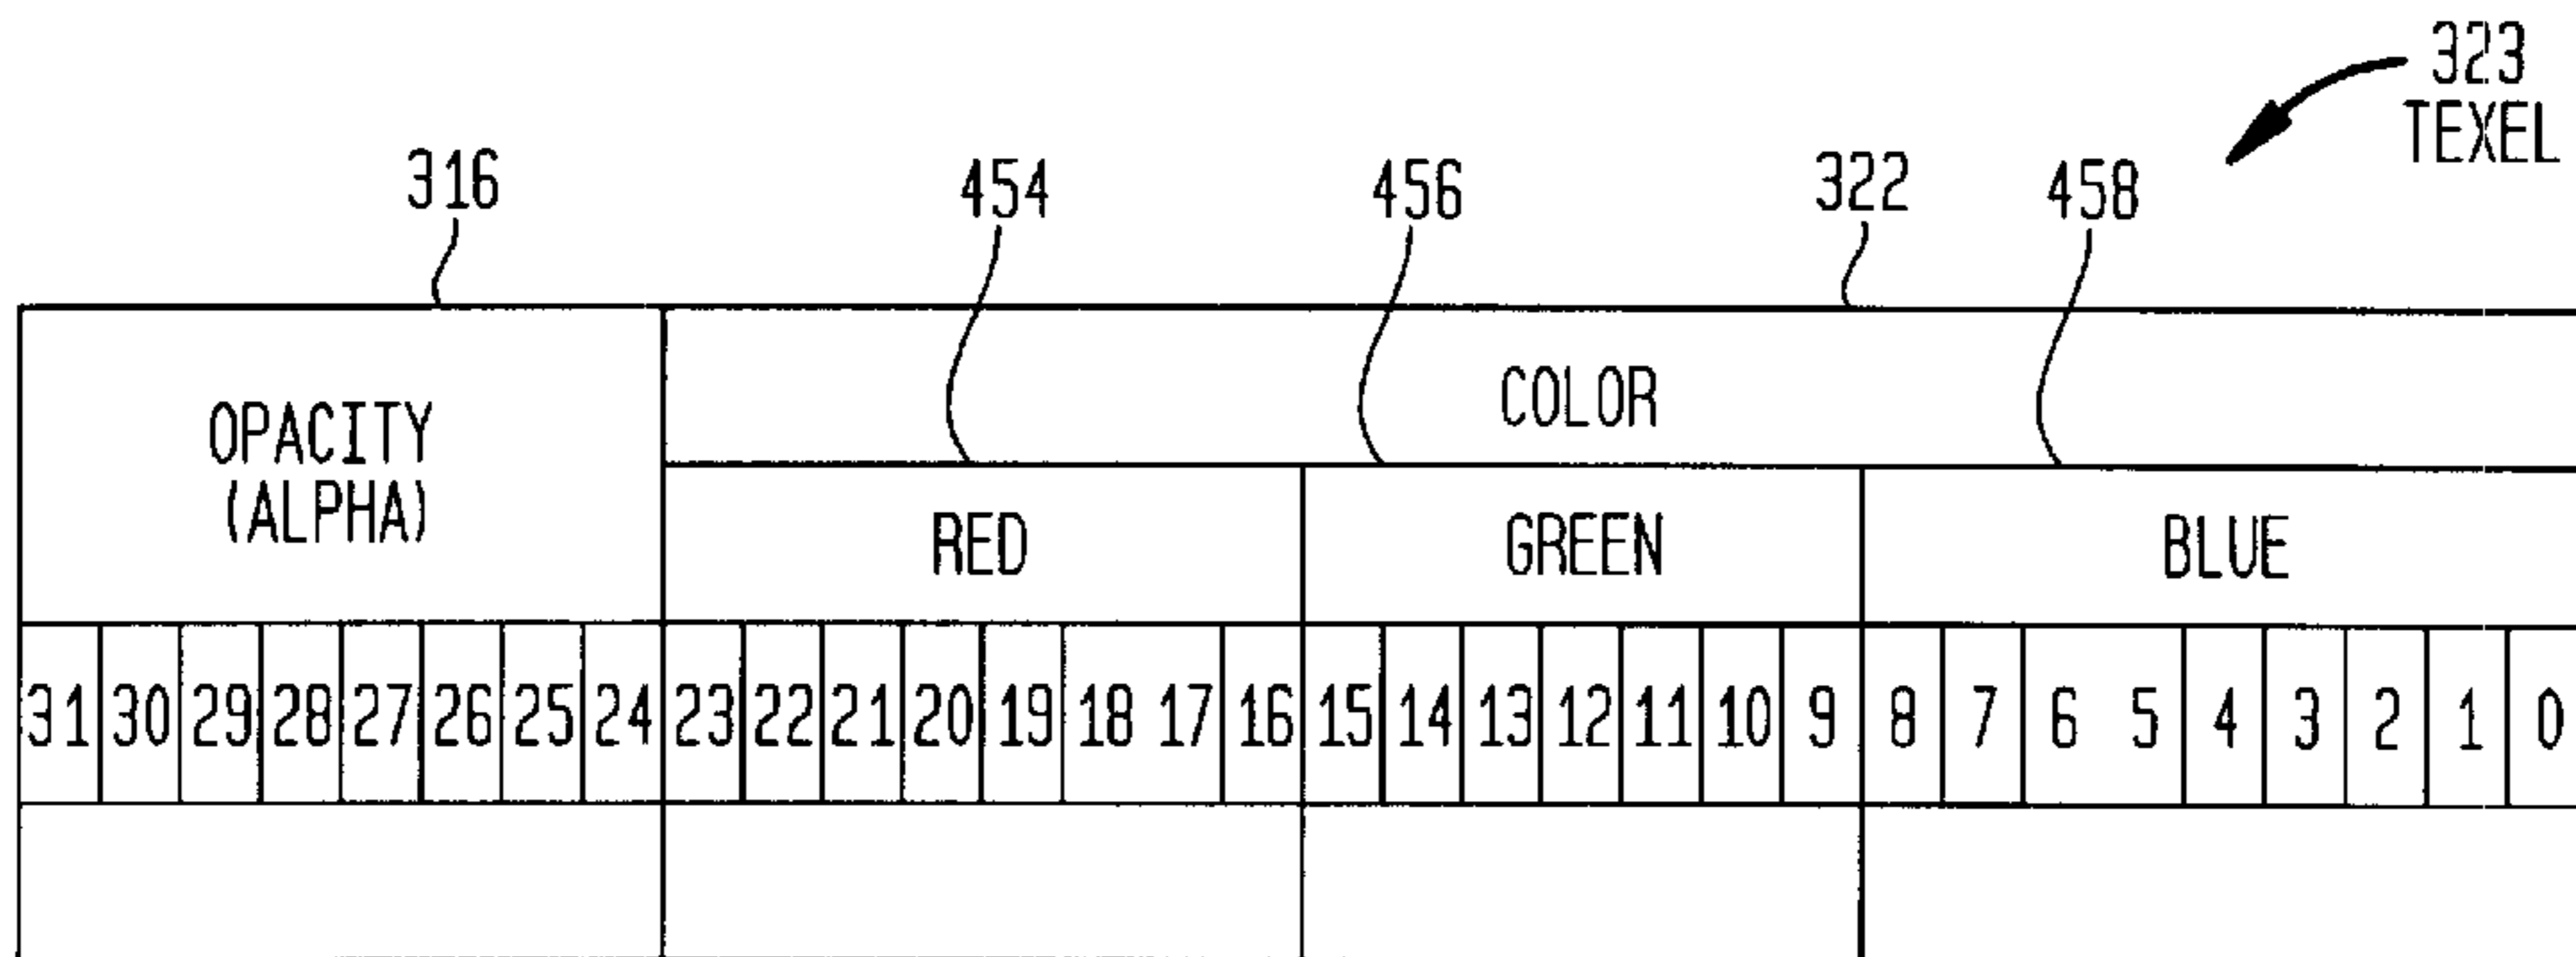 323
TEXEL
316 454 456 322 458
COLOR
OPACITY
(ALPHA)
RED GREEN BLUE
31 30 29 28 27 26 25 24 23 22 21 20 19 18 17 16 15 14 13 12 11 10 9 8 7 6 5 4 3 2 1 0